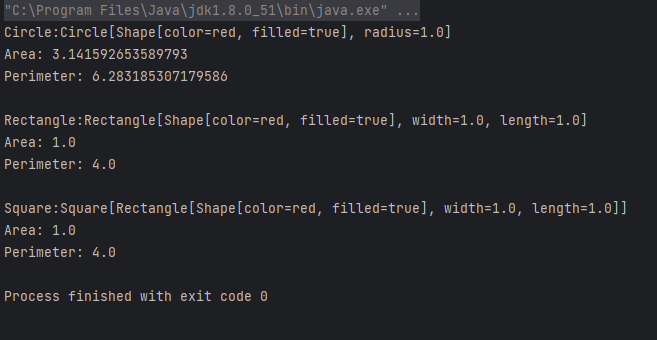 "C:\Program Files\Java\jdk1.8.0_51\bin\java.exe" ...
Circle:Circle[Shape[color=red, filled=true], radius=1.0]
Area: 3.141592653589793
Perimeter: 6.283185307179586

Rectangle:Rectangle[Shape[color=red, filled=true], width=1.0, length=1.0]
Area: 1.0
Perimeter: 4.0

Square:Square[Rectangle[Shape[color=red, filled=true], width=1.0, length=1.0]]
Area: 1.0
Perimeter: 4.0

Process finished with exit code 0